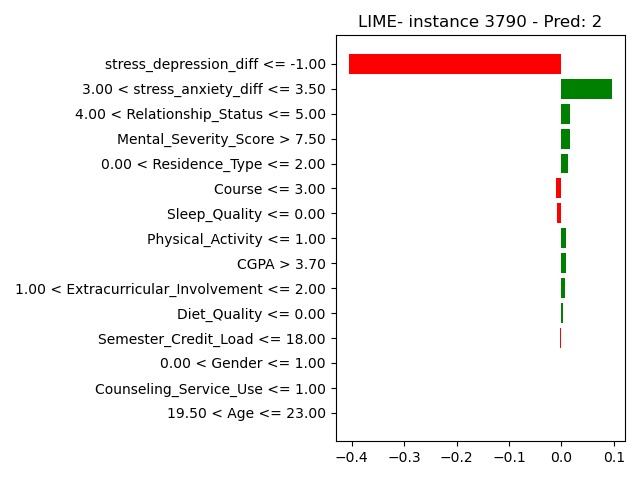 LIME- instance 3790 - Pred: 2
stress_depression_diff <= -1.00
3.00 < stress_anxiety_diff <= 3.50
4.00 < Relationship_Status <= 5.00
Mental_Severity_Score > 7.50
0.00 < Residence_Type <= 2.00
Course <= 3.00
Sleep_Quality <= 0.00
Physical_Activity <= 1.00
CGPA > 3.70
1.00 < Extracurricular_Involvement <= 2.00
Diet_Quality <= 0.00
Semester_Credit_Load <= 18.00
0.00 < Gender <= 1.00
Counseling_Service_Use <= 1.00
19.50 < Age <= 23.00
−0.4 −0.3 −0.2 −0.1 0.0 0.1